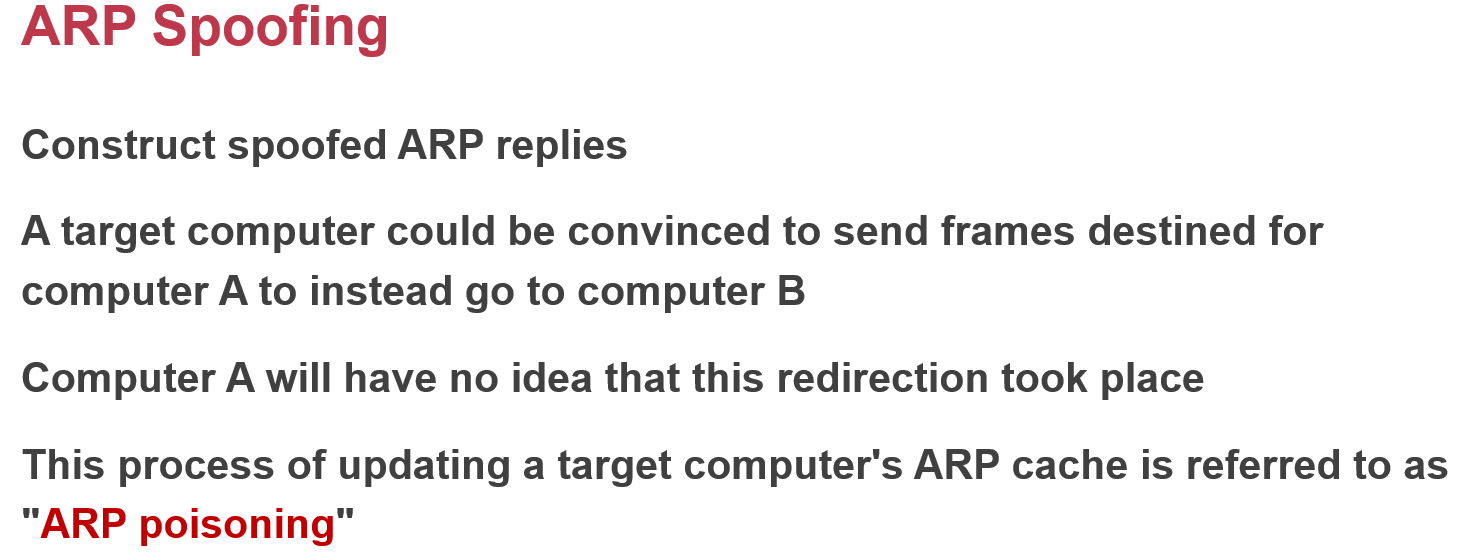 ARP Spoofing
Construct spoofed ARP replies
A target computer could be convinced to send frames destined for
computer A to instead go to computer B
Computer A will have no idea that this redirection took place
This process of updating a target computer's ARP cache is referred to as
"ARP poisoning"